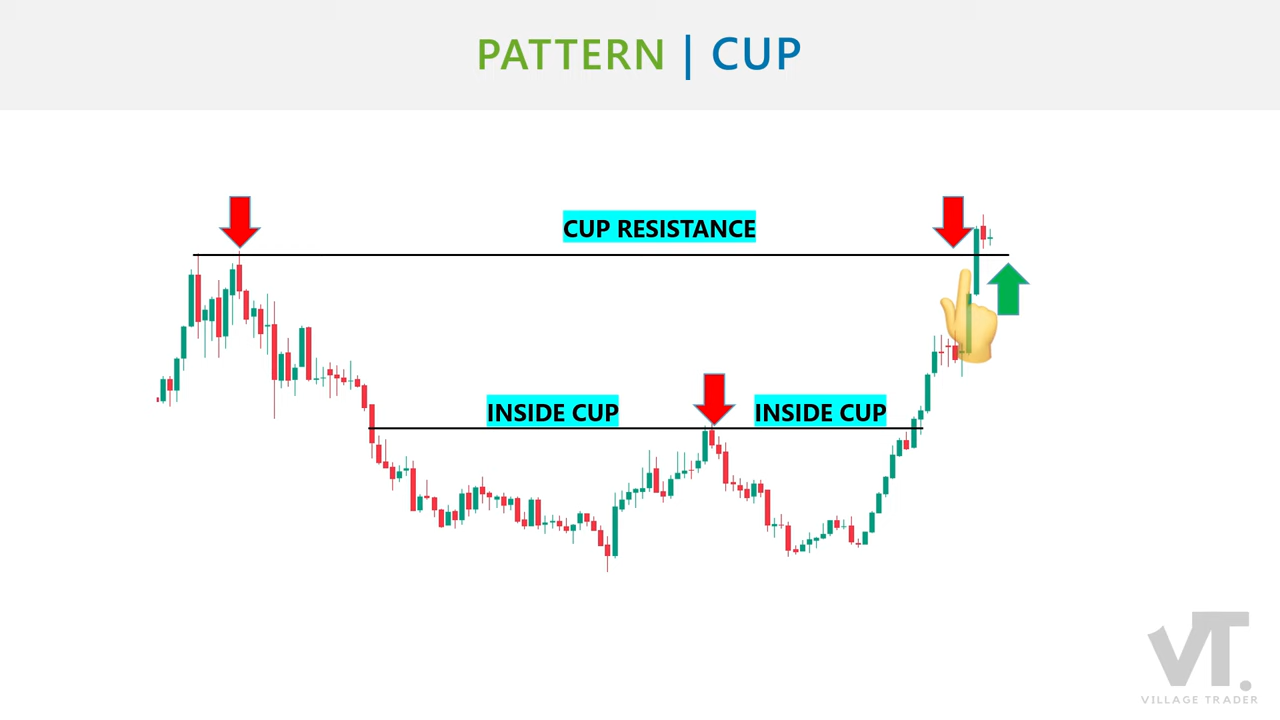 PATTERN | CUP
CUP RESISTANCE
INSIDE CUP
INSIDE CUP
VT.
VILLAGE TRADER